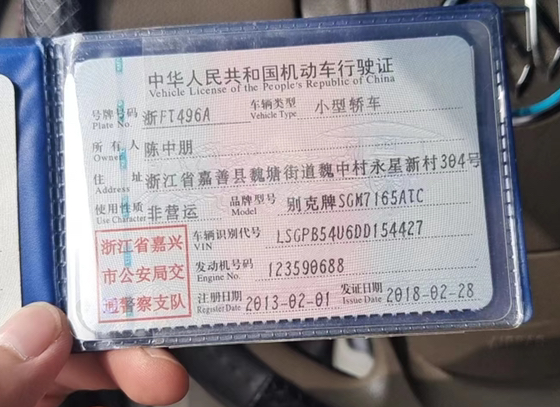 中华人民共和国机动车行驶证
Vehicle License of the People's Republic of China
号牌号码 浙FT496A 车辆类型 小型轿车
Plate No. Vehicle Type
所有人 陈中朋
Owner
住址 浙江省嘉善县魏塘街道魏中村永星新村304号
Address
使用性质 非营运 品牌型号 别克牌SGM7165ATC
Use Character Model
浙江省嘉兴
市公安局交
通警察支队
车辆识别代号 LSGPB54U6DD154427
VIN
发动机号码 123590688
Engine No.
注册日期 2013-02-01 发证日期 2018-02-28
Register Date Issue Date